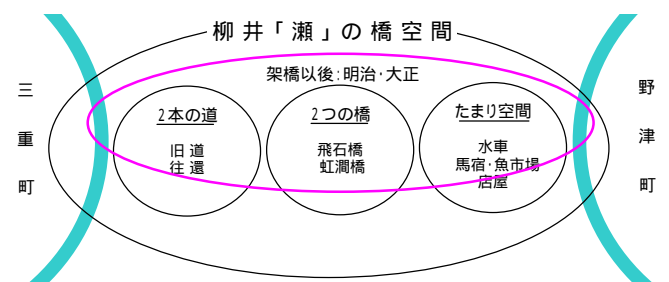 柳井「瀬」の橋空間
架橋以後:明治・大正
三重町
2本の道
旧道
往還
2つの橋
飛石橋
虹澗橋
たまり空間
水車
馬宿・魚市場
店屋
野津町